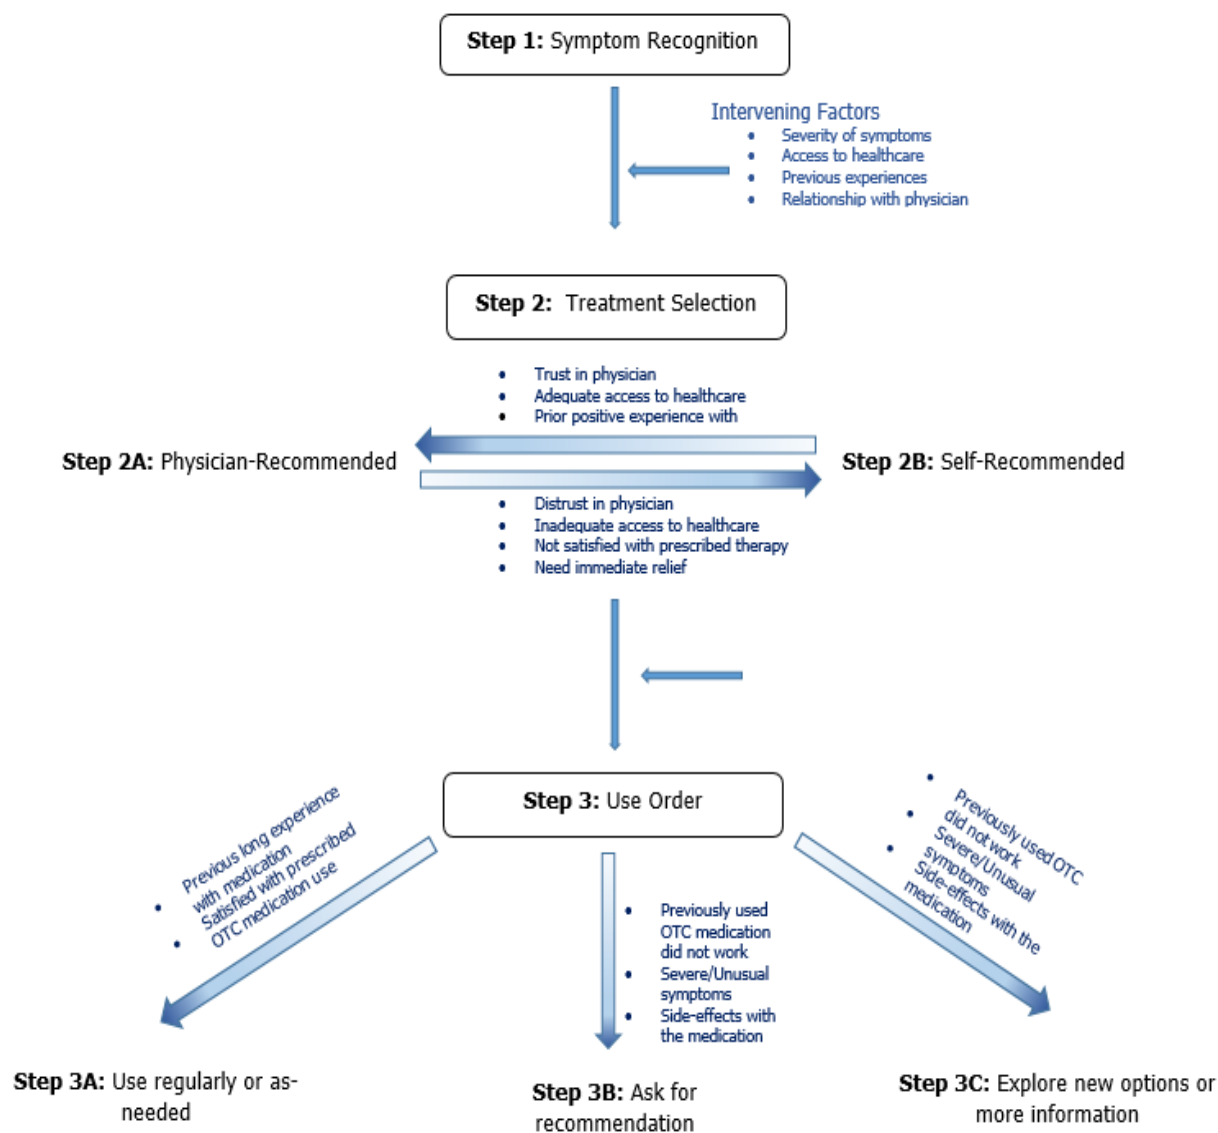 Step 1: Symptom Recognition
Intervening Factors
• Severity of symptoms
• Access to healthcare
• Previous experiences
• Relationship with physician
Step 2: Treatment Selection
• Trust in physician
• Adequate access to healthcare
• Prior positive experience with
Step 2A: Physician-Recommended
Step 2B: Self-Recommended
• Distrust in physician
• Inadequate access to healthcare
• Not satisfied with prescribed therapy
• Need immediate relief
Step 3: Use Order
• Previous long experience
with medication
• Satisfied with prescribed
OTC medication use
• Previously used
OTC medication
did not work
• Severe/Unusual
symptoms
• Side-effects with
the medication
• Previously used OTC
did not work
• Severe/Unusual
symptoms
• Side-effects with the
medication
Step 3A: Use regularly or as-
needed
Step 3B: Ask for
recommendation
Step 3C: Explore new options or
more information